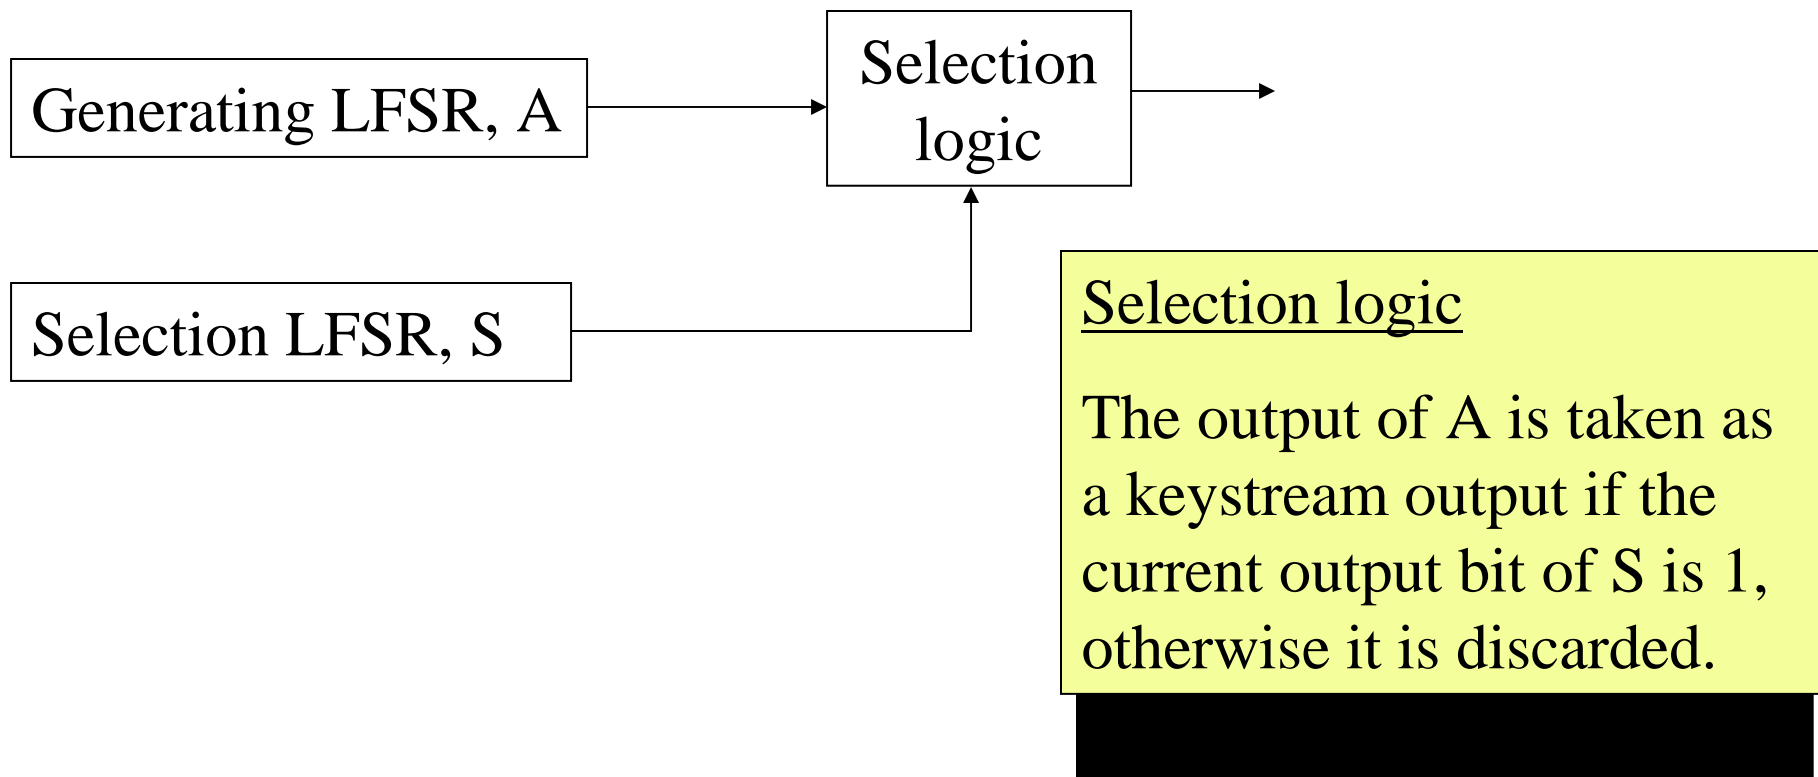 Generating LFSR, A
Selection
logic
Selection LFSR, S
Selection logic
The output of A is taken as
a keystream output if the
current output bit of S is 1,
otherwise it is discarded.